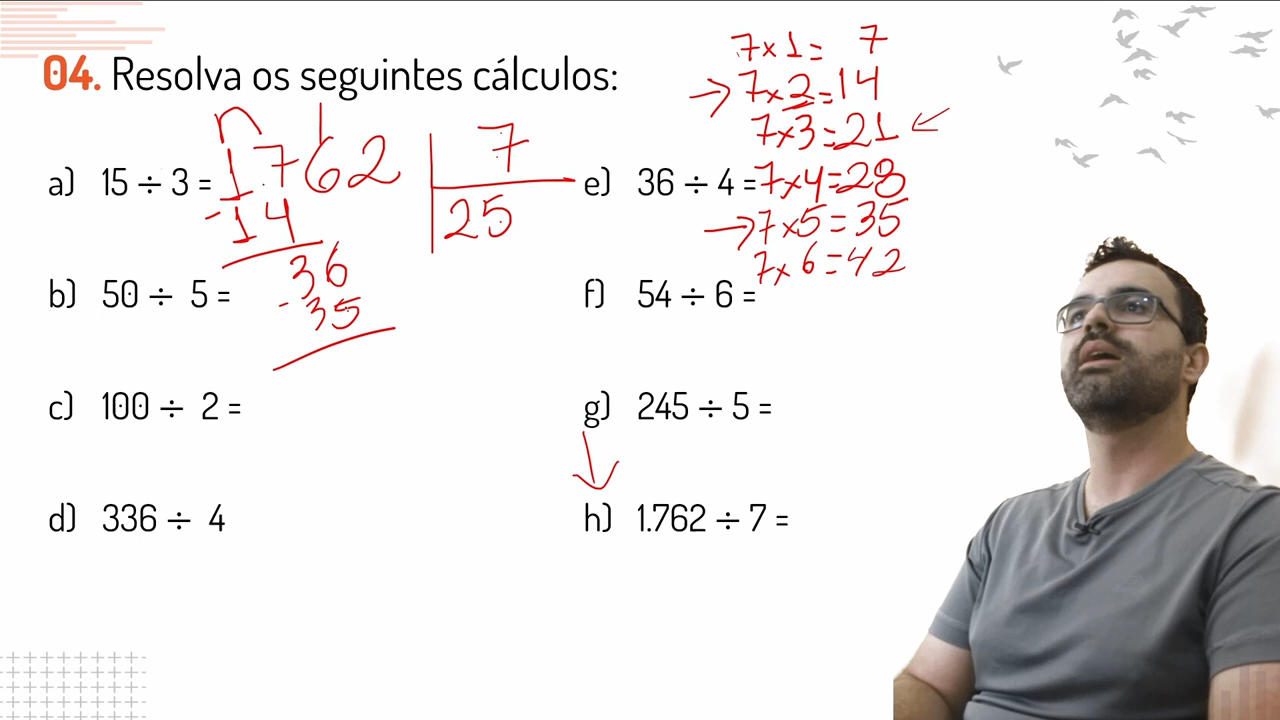 04. Resolva os seguintes cálculos:
a) 15 ÷ 3 =
b) 50 ÷ 5 =
c) 100 ÷ 2 =
d) 336 ÷ 4
e) 36 ÷ 4 =
f) 54 ÷ 6 =
g) 245 ÷ 5 =
h) 1.762 ÷ 7 =
1762 7
-14 25
36
-35
7x1= 7
→ 7x2=14
7x3=21 ←
7x4=28
→ 7x5=35
7x6=42